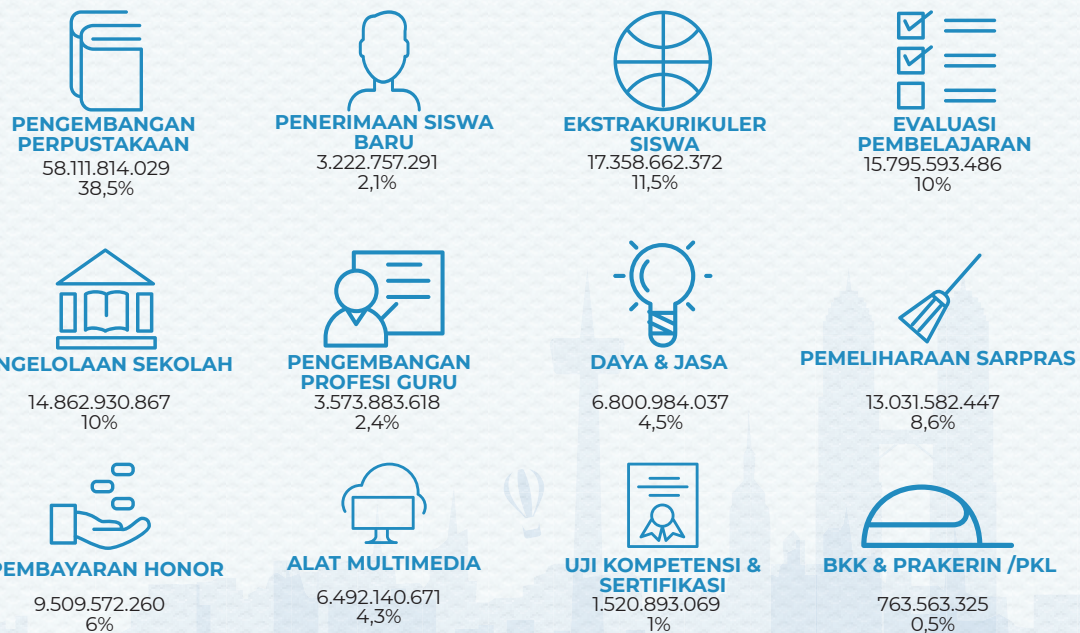 PENGEMBANGAN
PERPUSTAKAAN
58.111.814.029
38,5%
PENERIMAAN SISWA
BARU
3.222.757.291
2,1%
EKSTRAKURIKULER
SISWA
17.358.662.372
11,5%
EVALUASI
PEMBELAJARAN
15.795.593.486
10%
NGELOLAAN SEKOLAH
14.862.930.867
10%
PENGEMBANGAN
PROFESI GURU
3.573.883.618
2,4%
DAYA & JASA
6.800.984.037
4,5%
PEMELIHARAAN SARPRAS
13.031.582.447
8,6%
PEMBAYARAN HONOR
9.509.572.260
6%
ALAT MULTIMEDIA
6.492.140.671
4,3%
UJI KOMPETENSI &
SERTIFIKASI
1.520.893.069
1%
BKK & PRAKERIN /PKL
763.563.325
0,5%